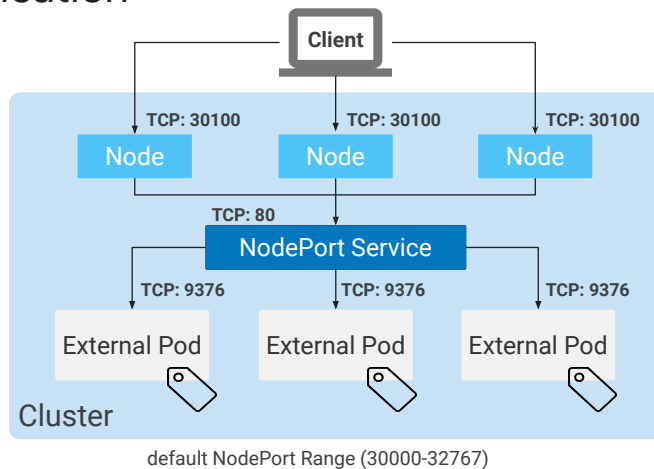 Client
TCP: 30100 TCP: 30100 TCP: 30100
Node Node Node
TCP: 80
NodePort Service
TCP: 9376 TCP: 9376 TCP: 9376
External Pod External Pod External Pod
Cluster
default NodePort Range (30000-32767)